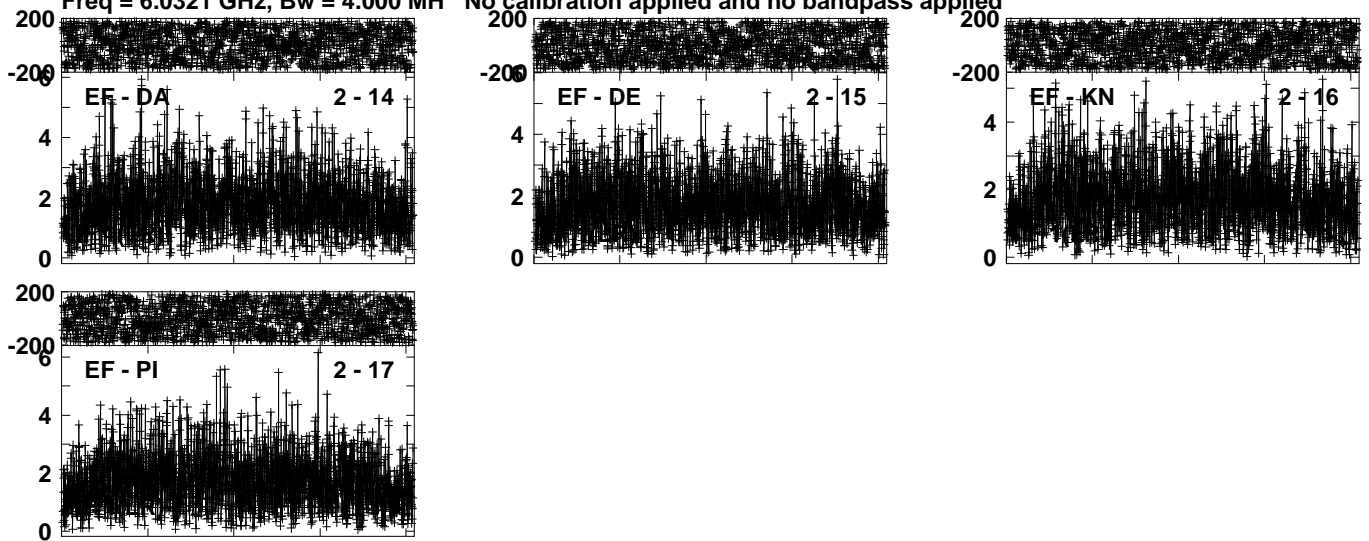 Freq = 6.0321 GHz, Bw = 4.000 MH No calibration applied and no bandpass applied
200 200 200
-200 -200 -200
6 6
EF - DA 2 - 14 EF - DE 2 - 15 EF - KN 2 - 16
4 4 4
2 2 2
0 0 0
200
-200
6
EF - PI 2 - 17
4
2
0